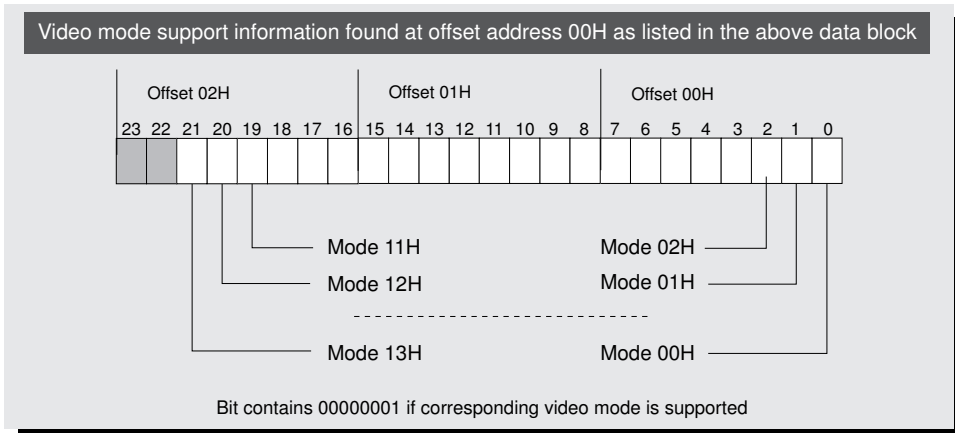 Video mode support information found at offset address 00H as listed in the above data block
Offset 02H Offset 01H Offset 00H
23 22 21 20 19 18 17 16 15 14 13 12 11 10 9 8 7 6 5 4 3 2 1 0
Mode 11H Mode 02H
Mode 12H Mode 01H
Mode 13H Mode 00H
Bit contains 00000001 if corresponding video mode is supported